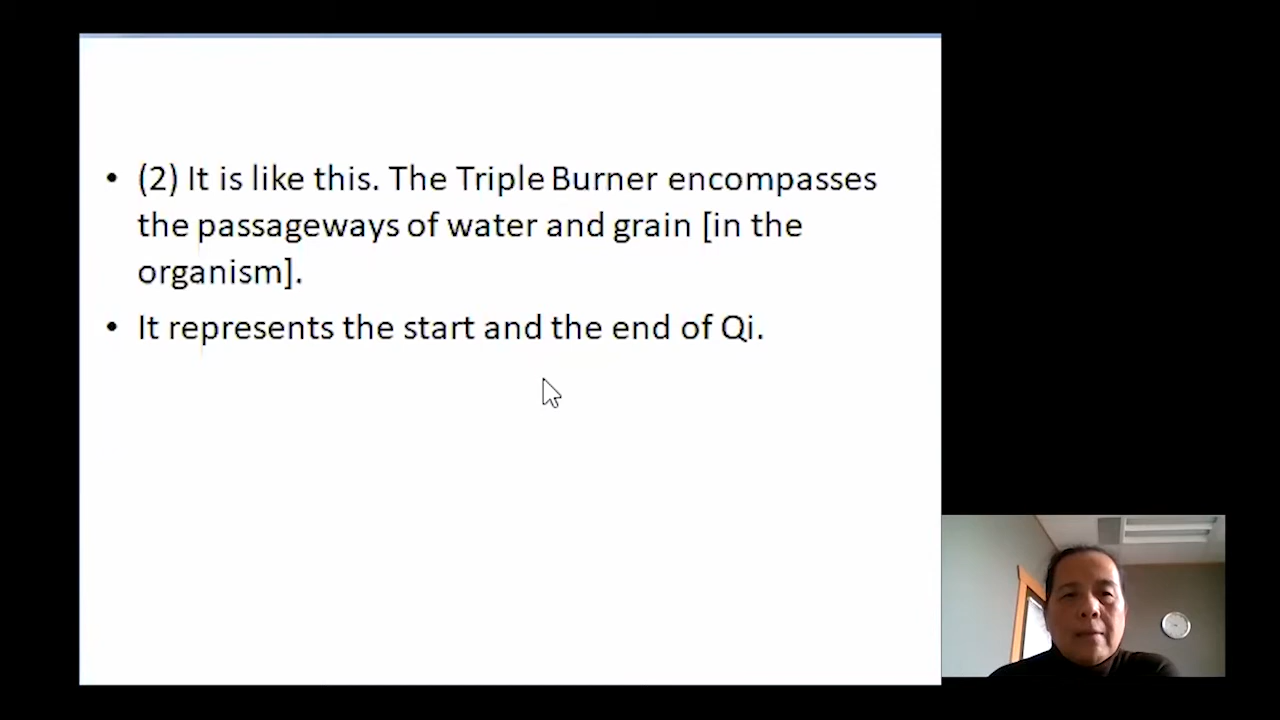 • (2) It is like this. The Triple Burner encompasses
the passageways of water and grain [in the
organism].
• It represents the start and the end of Qi.